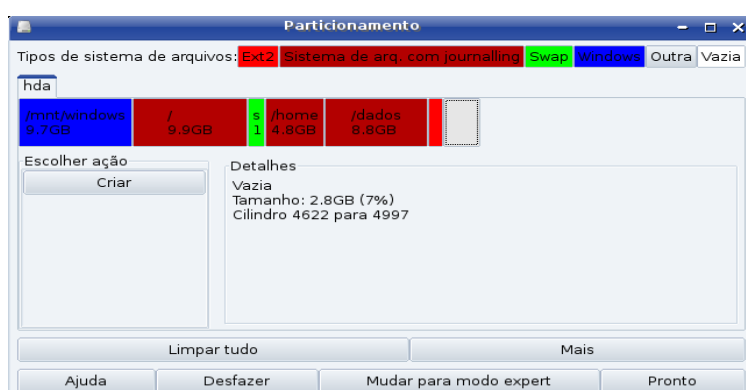 Particionamento
Tipos de sistema de arquivos: Ext2 Sistema de arq. com journalling Swap Windows Outra Vazia
hda
/mnt/windows / s /home /dados
9.7GB 9.9GB 1 4.8GB 8.8GB
Escolher ação
Criar
Detalhes
Vazia
Tamanho: 2.8GB (7%)
Cilindro 4622 para 4997
Limpar tudo Mais
Ajuda Desfazer Mudar para modo expert Pronto